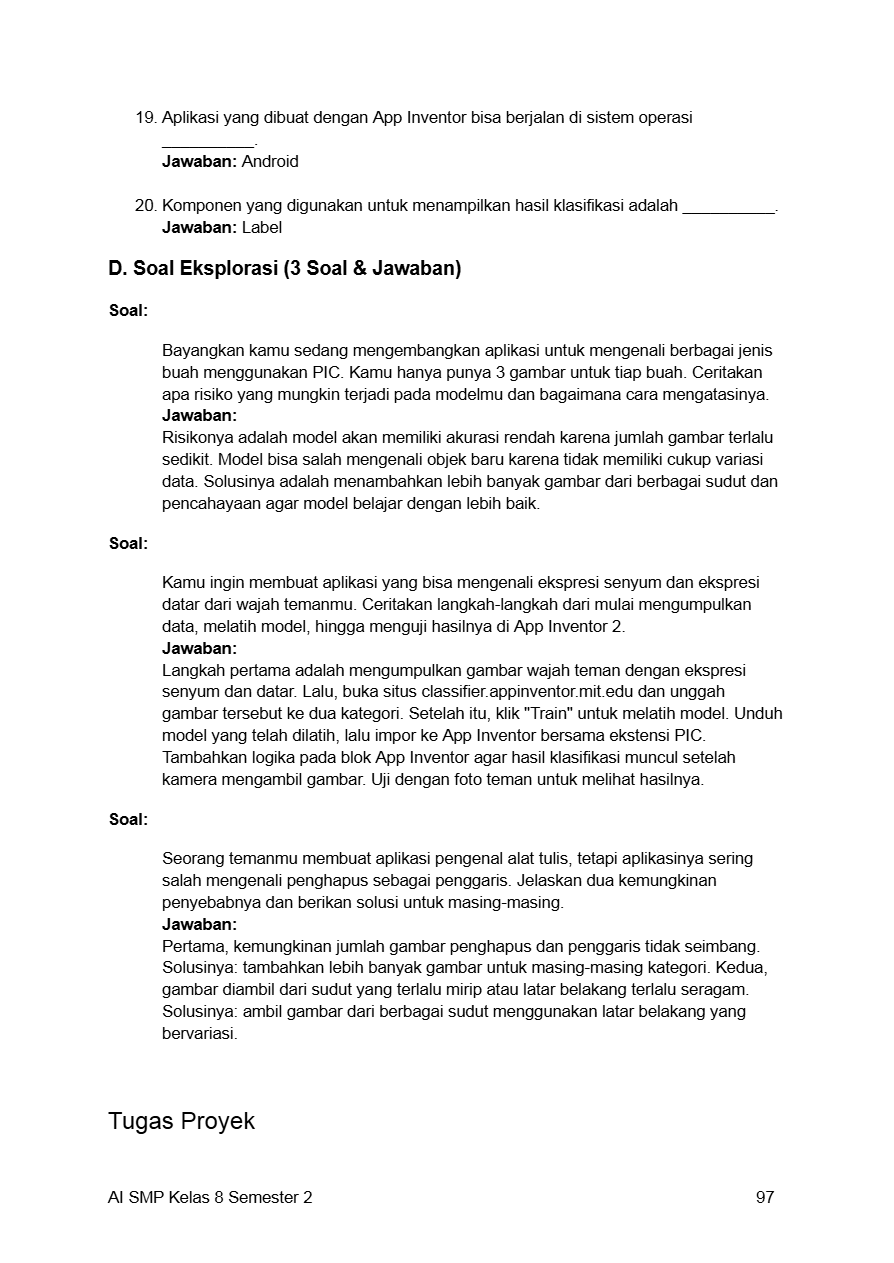 19. Aplikasi yang dibuat dengan App Inventor bisa berjalan di sistem operasi
__________.
Jawaban: Android
20. Komponen yang digunakan untuk menampilkan hasil klasifikasi adalah __________.
Jawaban: Label
D. Soal Eksplorasi (3 Soal & Jawaban)
Soal:
Bayangkan kamu sedang mengembangkan aplikasi untuk mengenali berbagai jenis
buah menggunakan PIC. Kamu hanya punya 3 gambar untuk tiap buah. Ceritakan
apa risiko yang mungkin terjadi pada modelmu dan bagaimana cara mengatasinya.
Jawaban:
Risikonya adalah model akan memiliki akurasi rendah karena jumlah gambar terlalu
sedikit. Model bisa salah mengenali objek baru karena tidak memiliki cukup variasi
data. Solusinya adalah menambahkan lebih banyak gambar dari berbagai sudut dan
pencahayaan agar model belajar dengan lebih baik.
Soal:
Kamu ingin membuat aplikasi yang bisa mengenali ekspresi senyum dan ekspresi
datar dari wajah temanmu. Ceritakan langkah-langkah dari mulai mengumpulkan
data, melatih model, hingga menguji hasilnya di App Inventor 2.
Jawaban:
Langkah pertama adalah mengumpulkan gambar wajah teman dengan ekspresi
senyum dan datar. Lalu, buka situs classifier.appinventor.mit.edu dan unggah
gambar tersebut ke dua kategori. Setelah itu, klik "Train" untuk melatih model. Unduh
model yang telah dilatih, lalu impor ke App Inventor bersama ekstensi PIC.
Tambahkan logika pada blok App Inventor agar hasil klasifikasi muncul setelah
kamera mengambil gambar. Uji dengan foto teman untuk melihat hasilnya.
Soal:
Seorang temanmu membuat aplikasi pengenal alat tulis, tetapi aplikasinya sering
salah mengenali penghapus sebagai penggaris. Jelaskan dua kemungkinan
penyebabnya dan berikan solusi untuk masing-masing.
Jawaban:
Pertama, kemungkinan jumlah gambar penghapus dan penggaris tidak seimbang.
Solusinya: tambahkan lebih banyak gambar untuk masing-masing kategori. Kedua,
gambar diambil dari sudut yang terlalu mirip atau latar belakang terlalu seragam.
Solusinya: ambil gambar dari berbagai sudut menggunakan latar belakang yang
bervariasi.
Tugas Proyek
AI SMP Kelas 8 Semester 2 97